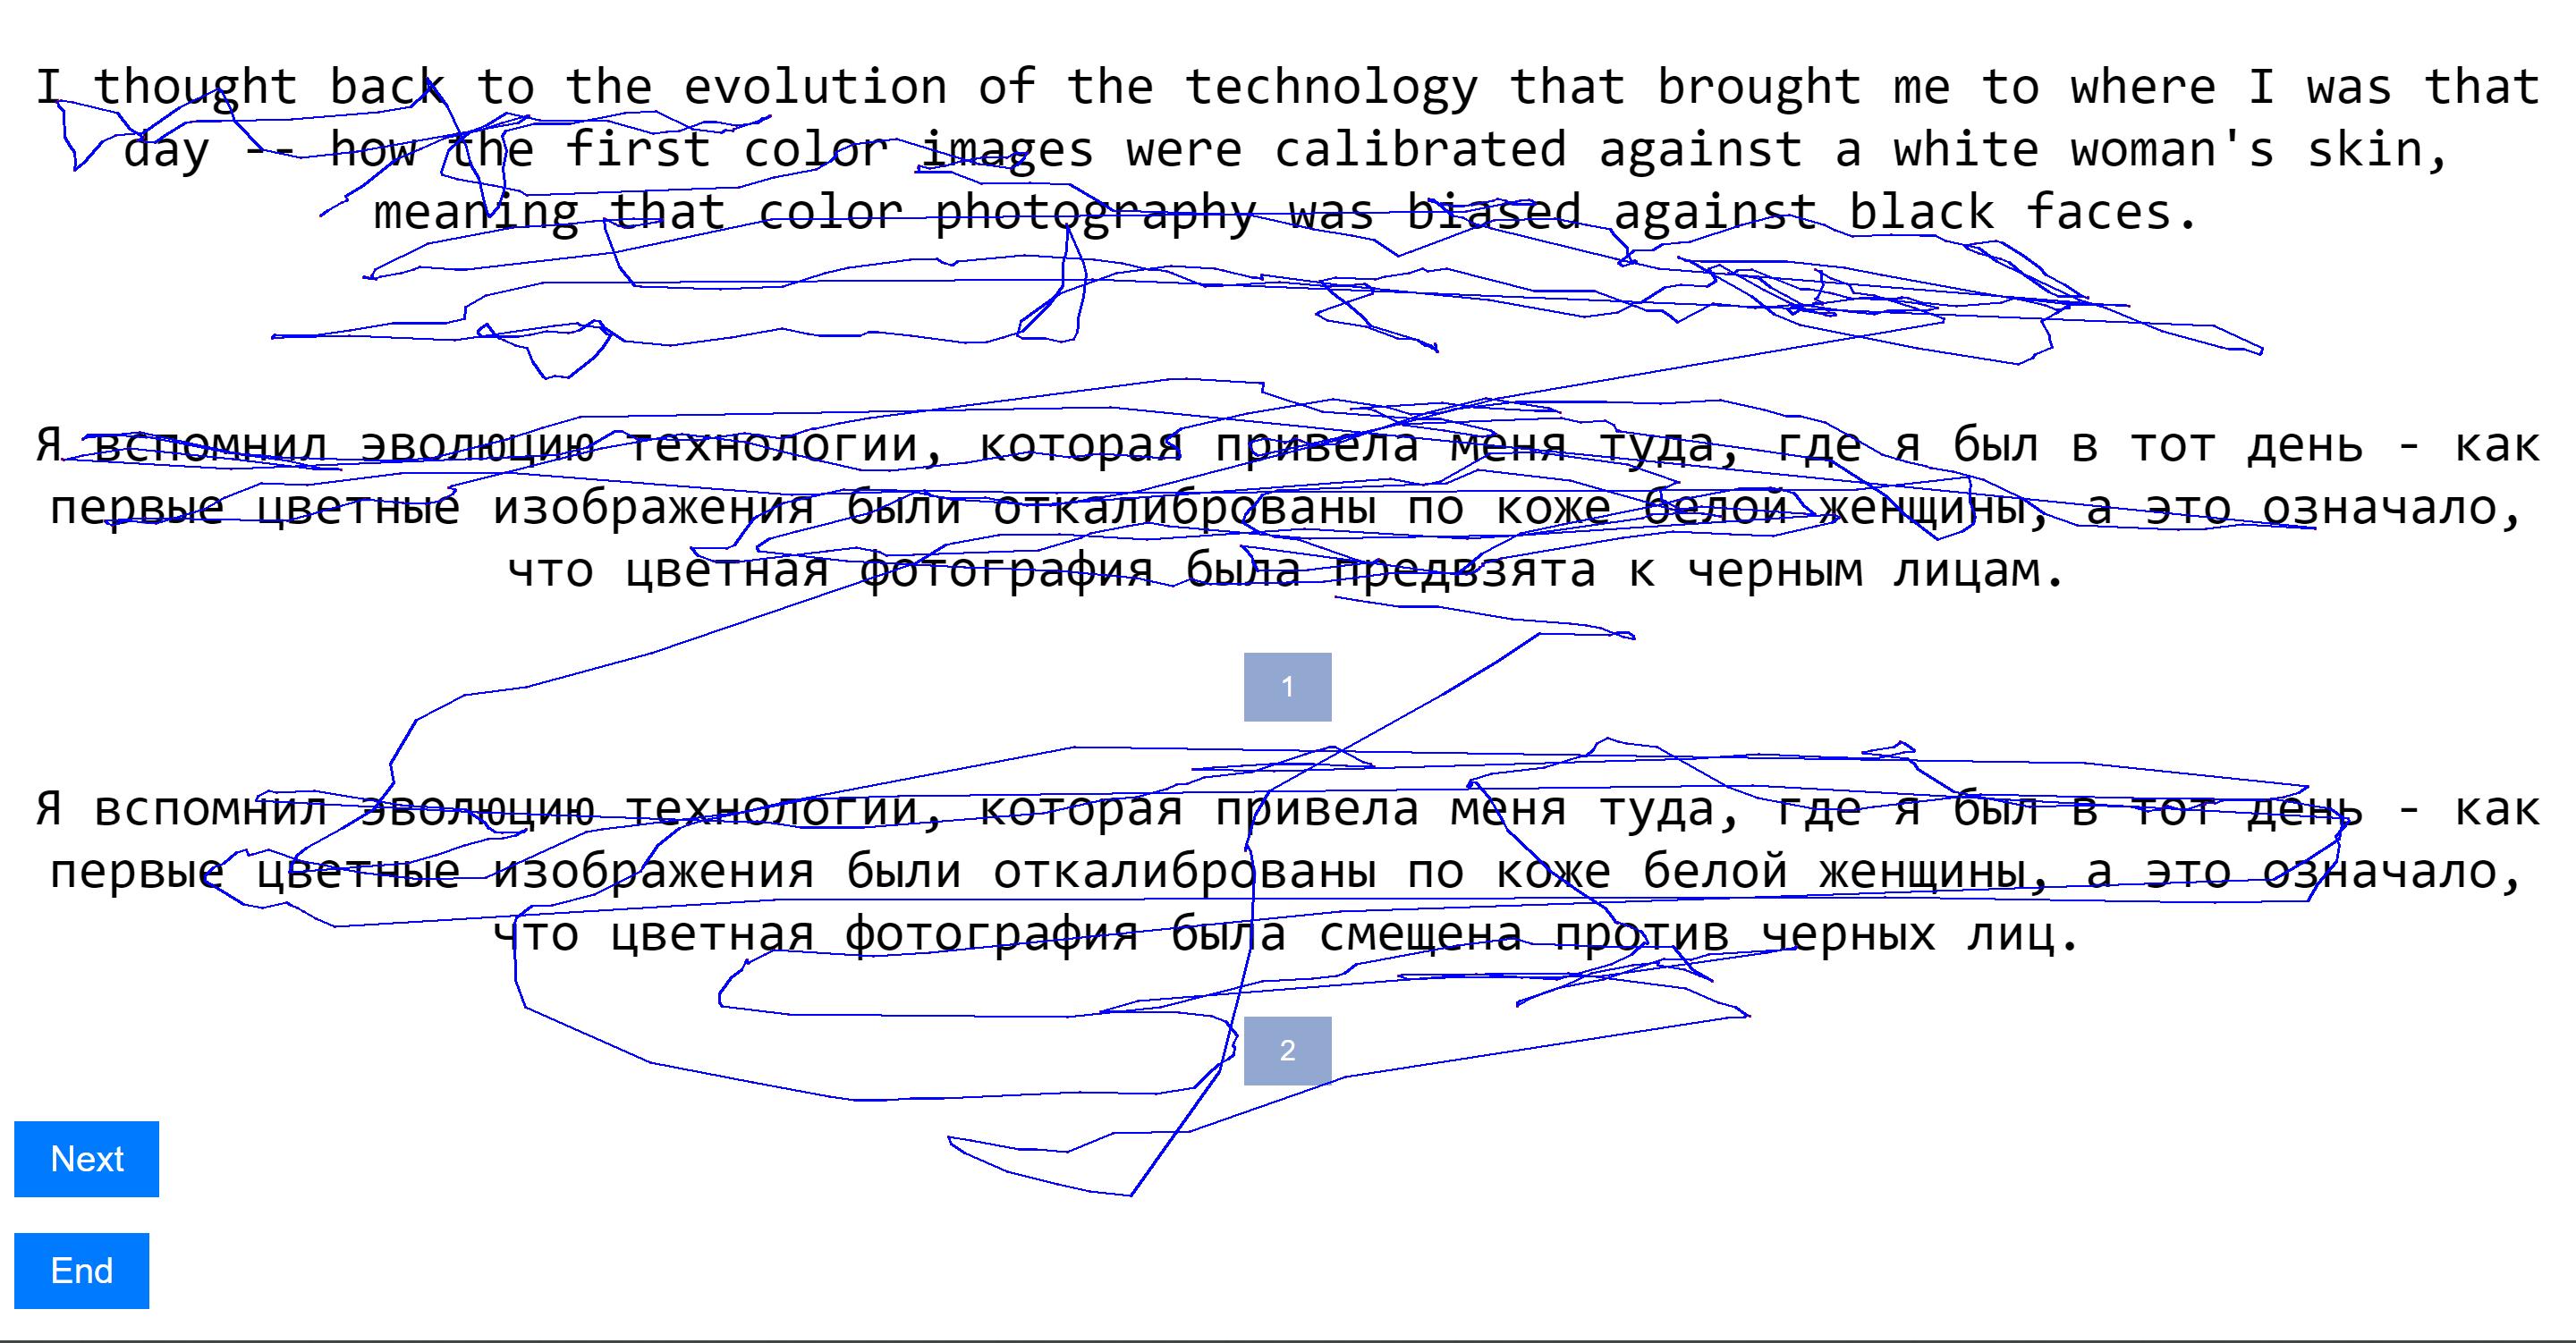 I thought back to the evolution of the technology that brought me to where I was that
day -- how the first color images were calibrated against a white woman's skin,
meaning that color photography was biased against black faces.
Я вспомнил эволюцию технологии, которая привела меня туда, где я был в тот день - как
первые цветные изображения были откалиброваны по коже белой женщины, а это означало,
что цветная фотография была предвзята к черным лицам.
1
Я вспомнил эволюцию технологии, которая привела меня туда, где я был в тот день - как
первые цветные изображения были откалиброваны по коже белой женщины, а это означало,
что цветная фотография была смещена против черных лиц.
2
Next
End